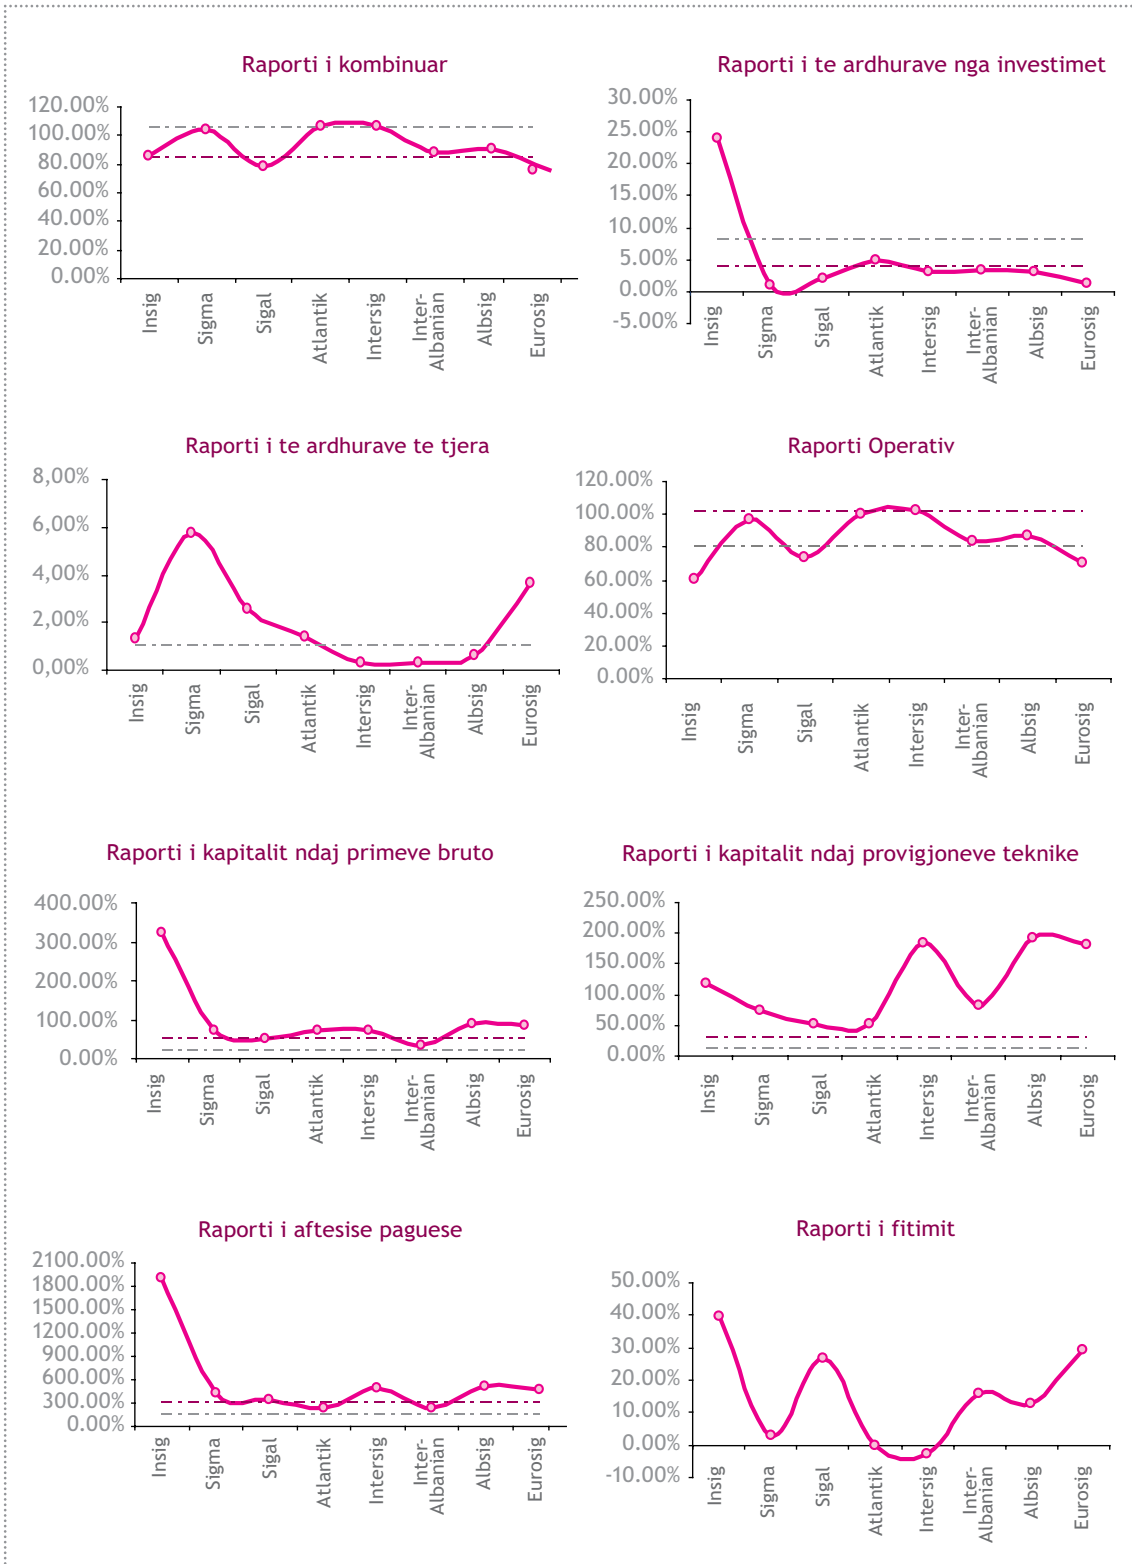 Raporti i kombinuar
120.00%
100.00%
80.00%
60.00%
40.00%
20.00%
0.00%
Insig
Sigma
Sigal
Atlantik
Intersig
Inter-
Albanian
Albsig
Eurosig
Raporti i te ardhurave nga investimet
30.00%
25.00%
20.00%
15.00%
10.00%
5.00%
0.00%
-5.00%
Insig
Sigma
Sigal
Atlantik
Intersig
Inter-
Albanian
Albsig
Eurosig
Raporti i te ardhurave te tjera
8,00%
6,00%
4,00%
2,00%
0,00%
Insig
Sigma
Sigal
Atlantik
Intersig
Inter-
Albanian
Albsig
Eurosig
Raporti Operativ
120.00%
100.00%
80.00%
60.00%
40.00%
20.00%
0.00%
Insig
Sigma
Sigal
Atlantik
Intersig
Inter-
Albanian
Albsig
Eurosig
Raporti i kapitalit ndaj primeve bruto
400.00%
300.00%
200.00%
100.00%
0.00%
Insig
Sigma
Sigal
Atlantik
Intersig
Inter-
Albanian
Albsig
Eurosig
Raporti i kapitalit ndaj provigjoneve teknike
250.00%
200.00%
150.00%
100.00%
50.00%
0.00%
Insig
Sigma
Sigal
Atlantik
Intersig
Inter-
Albanian
Albsig
Eurosig
Raporti i aftesise paguese
2100.00%
1800.00%
1500.00%
1200.00%
900.00%
600.00%
300.00%
0.00%
Insig
Sigma
Sigal
Atlantik
Intersig
Inter-
Albanian
Albsig
Eurosig
Raporti i fitimit
50.00%
40.00%
30.00%
20.00%
10.00%
0.00%
-10.00%
Insig
Sigma
Sigal
Atlantik
Intersig
Inter-
Albanian
Albsig
Eurosig